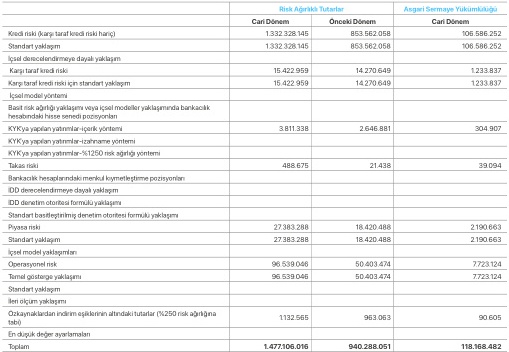 Risk Ağırlıklı Tutarlar Asgari Sermaye Yükümlülüğü
Cari Dönem Önceki Dönem Cari Dönem
Kredi riski (karşı taraf kredi riski hariç) 1.332.328.145 853.562.058 106.586.252
Standart yaklaşım 1.332.328.145 853.562.058 106.586.252
İçsel derecelendirmeye dayalı yaklaşım
Karşı taraf kredi riski 15.422.959 14.270.649 1.233.837
Karşı taraf kredi riski için standart yaklaşım 15.422.959 14.270.649 1.233.837
İçsel model yöntemi
Basit risk ağırlığı yaklaşımı veya içsel modeller yaklaşımında bankacılık
hesabındaki hisse senedi pozisyonları
KYK'ya yapılan yatırımlar-içerik yöntemi 3.811.338 2.646.881 304.907
KYK'ya yapılan yatırımlar-izahname yöntemi
KYK'ya yapılan yatırımlar-%1250 risk ağırlığı yöntemi
Takas riski 488.675 21.438 39.094
Bankacılık hesaplarındaki menkul kıymetleştirme pozisyonları
İDD derecelendirmeye dayalı yaklaşım
İDD denetim otoritesi formülü yaklaşımı
Standart basitleştirilmiş denetim otoritesi formülü yaklaşımı
Piyasa riski 27.383.288 18.420.488 2.190.663
Standart yaklaşım 27.383.288 18.420.488 2.190.663
İçsel model yaklaşımları
Operasyonel risk 96.539.046 50.403.474 7.723.124
Temel gösterge yaklaşımı 96.539.046 50.403.474 7.723.124
Standart yaklaşım
İleri ölçüm yaklaşımı
Özkaynaklardan indirim eşiklerinin altındaki tutarlar (%250 risk ağırlığına
tabi) 1.132.565 963.063 90.605
En düşük değer ayarlamaları
Toplam 1.477.106.016 940.288.051 118.168.482